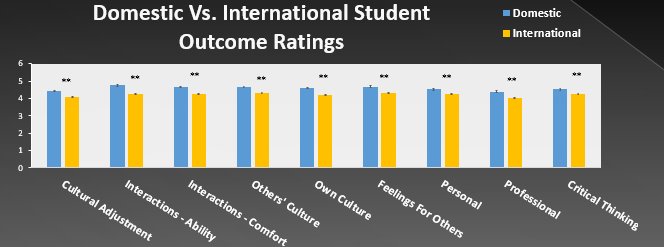 Domestic Vs. International Student
Outcome Ratings
Domestic
International
6
5
4
3
2
1
0
** ** ** ** ** ** ** ** **
Cultural Adjustment
Interactions - Ability
Interactions - Comfort
Others' Culture
Own Culture
Feelings For Others
Personal
Professional
Critical Thinking